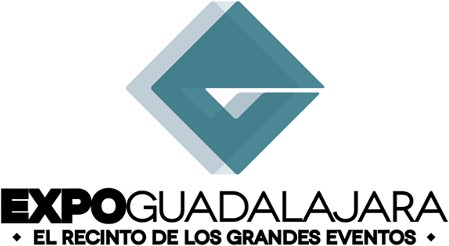 EXPOGUADALAJARA
• EL RECINTO DE LOS GRANDES EVENTOS •